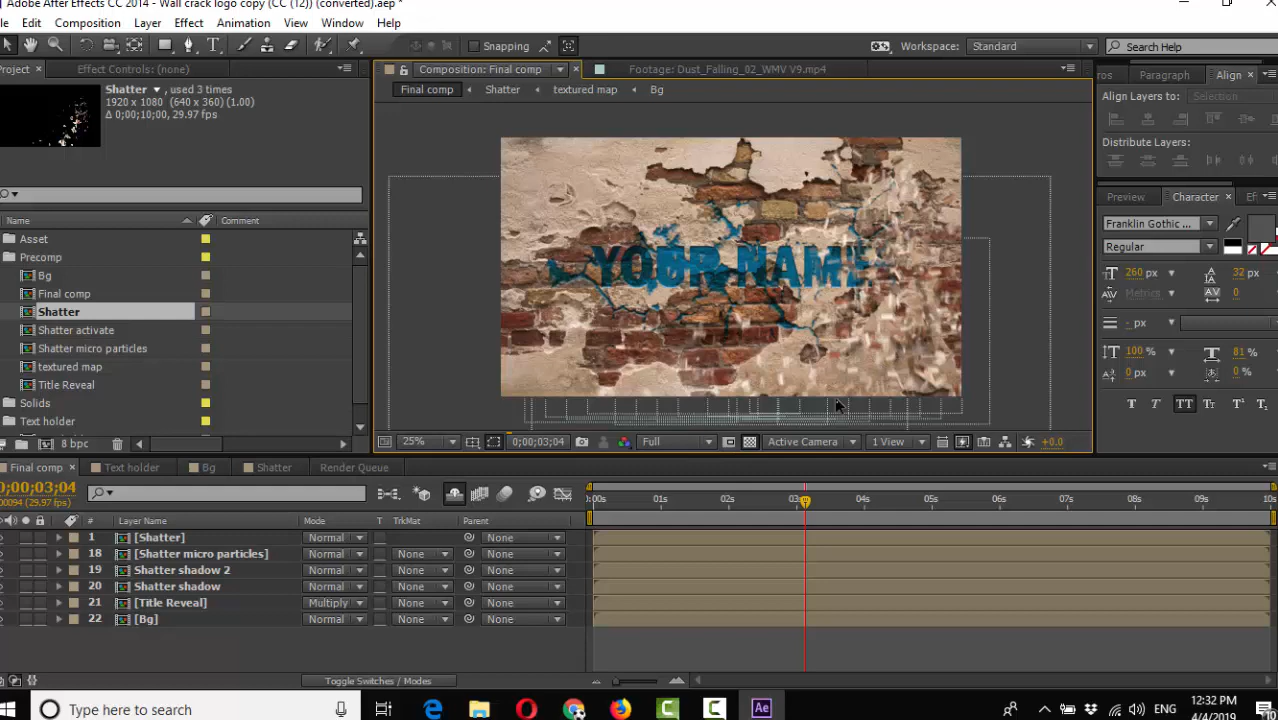 Adobe After Effects CC 2014 - Wall crack logo copy (CC (12)) (converted).aep *
le Edit Composition Layer Effect Animation View Window Help
Snapping
Workspace: Standard
Search Help
Project
Effect Controls: (none)
Composition: Final comp
Footage: Dust_Falling_02_WMV V9.mp4
ros Paragraph Align
Shatter , used 3 times
1920 x 1080 (640 x 360) (1.00)
Δ 0;00;10;00, 29.97 fps
Final comp Shatter textured map Bg
Align Layers to: Selection
Distribute Layers:
YOUR NAME
Preview Character Ef
Name Comment
Asset
Precomp
Bg
Final comp
Shatter
Shatter activate
Shatter micro particles
textured map
Title Reveal
Solids
Text holder
8 bpc
Franklin Gothic ...
Regular
260 px 32 px
Metrics 0
- px
100 % 81 %
0 px 0 %
T T TT Tт T¹ T₁
25% 0;00;03;04 Full Active Camera 1 View +0.0
Final comp Text holder Bg Shatter Render Queue
0;00;03;04
00094 (29.97 fps)
:00s 01s 02s 03s 04s 05s 06s 07s 08s 09s 10s
# Layer Name Mode T TrkMat Parent
1 [Shatter] Normal None
18 [Shatter micro particles] Normal None None
19 Shatter shadow 2 Normal None None
20 Shatter shadow Normal None None
21 [Title Reveal] Multiply None None
22 [Bg] Normal None None
Toggle Switches / Modes
Type here to search
Ae
ENG
12:32 PM
4/4/2019